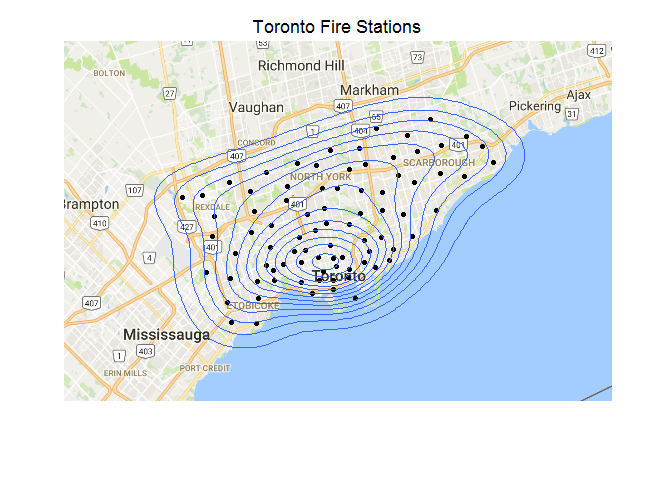 Toronto Fire Stations
53
412
73
Richmond Hill
BOLTON
27
Markham
Ajax
407
Pickering
Vaughan
65
31
1
404
CONCORD
401
407
SCARBOROUGH
NORTH YORK
107
Brampton
401
REXDALE
410
427
401
4
Toronto
407
ETOBICOKE
Mississauga
403
1
PORT CREDIT
ERIN MILLS